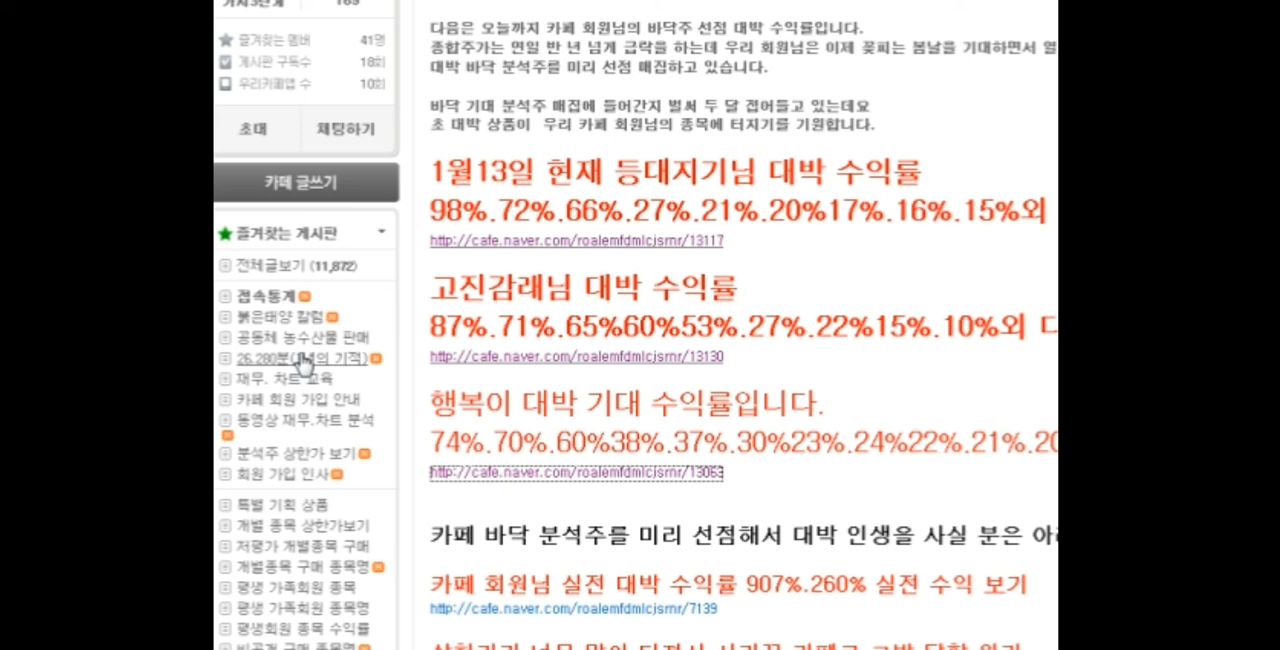 즐겨찾는 멤버 41명
게시판 구독수 18회
우리카페앱 수 10회
초대 채팅하기
카페 글쓰기
즐겨찾는 게시판
전체글보기 (11,872)
접속통계
붉은태양 칼럼
공동체 농수산물 판매
26.280분( 의 기적)
재무. 차트 교육
카페 회원 가입 안내
동영상 재무.차트 분석
분석주 상한가 보기
회원 가입 인사
특별 기획 상품
개별 종목 상한가보기
저평가 개별종목 구매
개별종목 구매 종목명
평생 가족회원 종목
평생 가족회원 종목명
평생회원 종목 수익률
비공개 구매 종목명
다음은 오늘까지 카페 회원님의 바닥주 선점 대박 수익률입니다.
종합주가는 연일 반 년 넘게 급락을 하는데 우리 회원님은 이제 꽃피는 봄날을 기대하면서 열
대박 바닥 분석주를 미리 선점 매집하고 있습니다.
바닥 기대 분석주 매집에 들어간지 벌써 두 달 접어들고 있는데요
초 대박 상품이 우리 카페 회원님의 종목에 터지기를 기원합니다.
1월13일 현재 등대지기님 대박 수익률
98%.72%.66%.27%.21%.20%17%.16%.15%외
http://cafe.naver.com/roalemfdmlcjsrnr/13117
고진감래님 대박 수익률
87%.71%.65%60%53%.27%.22%15%.10%외
http://cafe.naver.com/roalemfdmlcjsrnr/13130
행복이 대박 기대 수익률입니다.
74%.70%.60%38%.37%.30%23%.24%22%.21%.20
http://cafe.naver.com/roalemfdmlcjsrnr/13063
카페 바닥 분석주를 미리 선점해서 대박 인생을 사실 분은
카페 회원님 실전 대박 수익률 907%.260% 실전 수익 보기
http://cafe.naver.com/roalemfdmlcjsrnr/7139